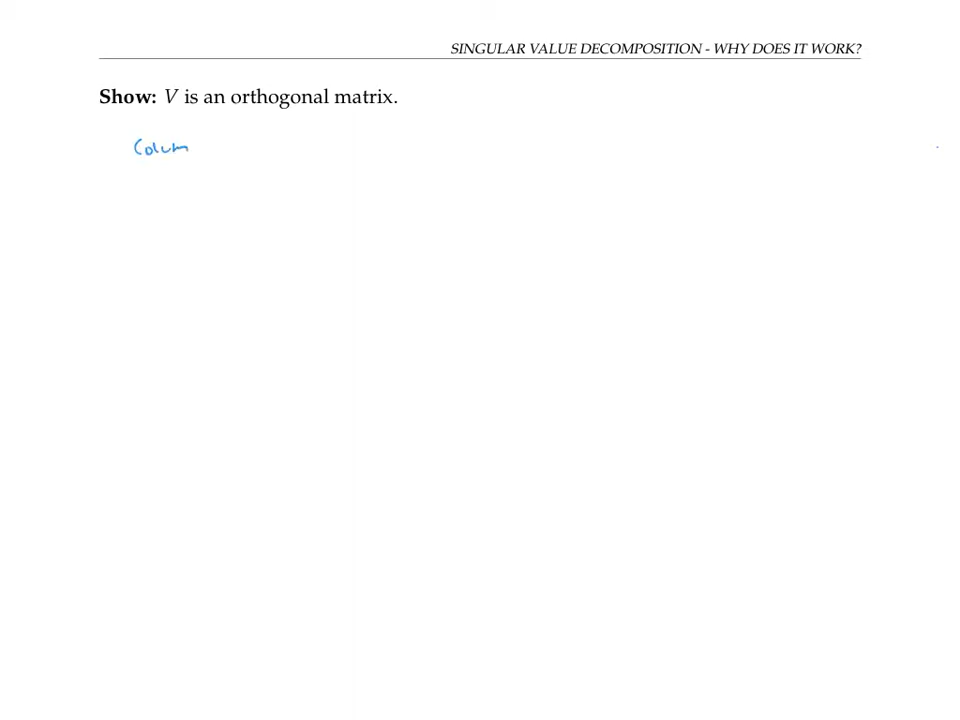 SINGULAR VALUE DECOMPOSITION - WHY DOES IT WORK?
Show: V is an orthogonal matrix.
Colum